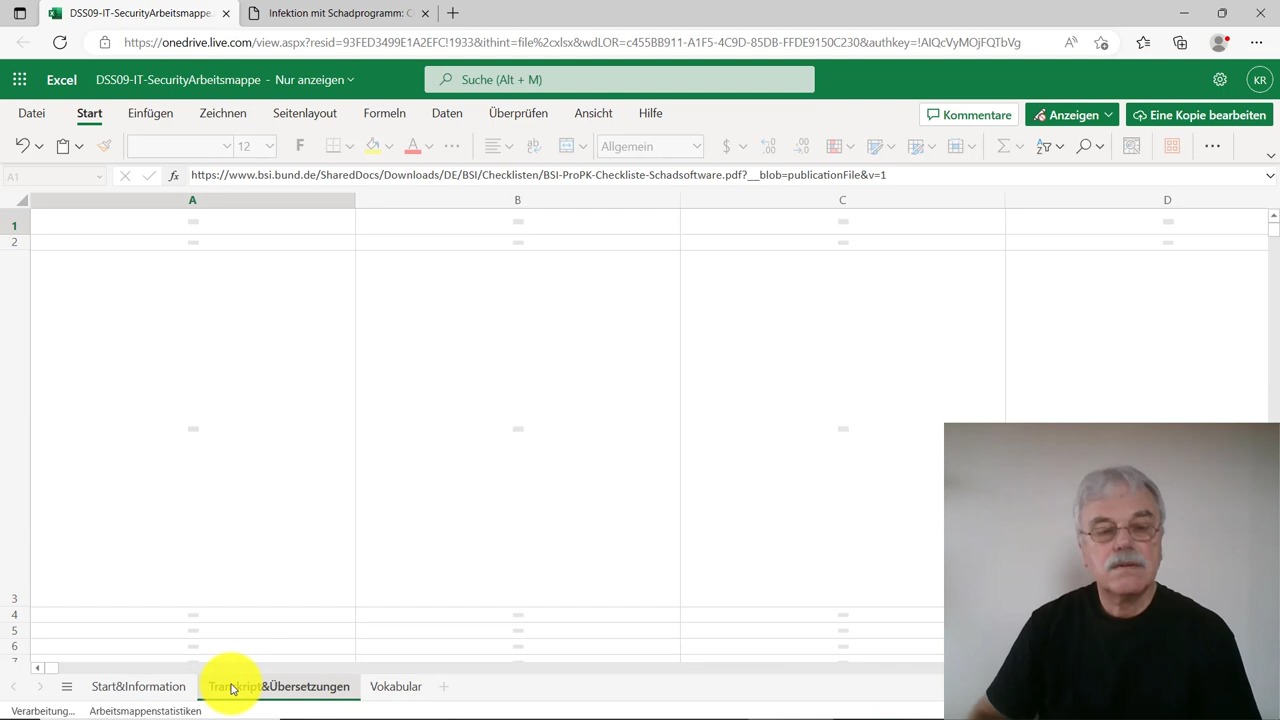 DSS09-IT-SecurityArbeitsmappe.
Infektion mit Schadprogramm: C
https://onedrive.live.com/view.aspx?resid=93FED3499E1A2EFC!1933&ithint=file%2cxlsx&wdLOR=c455BB911-A1F5-4C9D-85DB-FFDE9150C230&authkey=!AIQcVyMOjFQTbVg
Excel
DSS09-IT-SecurityArbeitsmappe - Nur anzeigen
Suche (Alt + M)
KR
Datei
Start
Einfügen
Zeichnen
Seitenlayout
Formeln
Daten
Überprüfen
Ansicht
Hilfe
Kommentare
Anzeigen
Eine Kopie bearbeiten
12
F
A
ab
Allgemein
$
A1
fx
https://www.bsi.bund.de/SharedDocs/Downloads/DE/BSI/Checklisten/BSI-ProPK-Checkliste-Schadsoftware.pdf?__blob=publicationFile&v=1
A B C D
1
2
3
4
5
6
7
Start&Information
Transkript&Übersetzungen
Vokabular
Verarbeitung...
Arbeitsmappenstatistiken